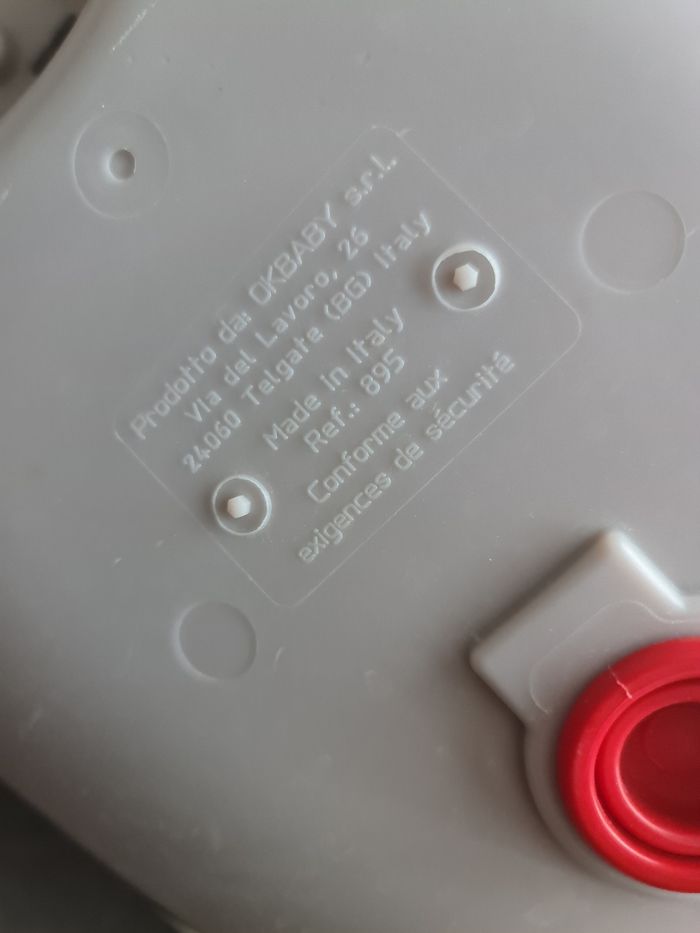 Prodotto da: OKBABY s.r.l.
Via del Lavoro, 26
24060 Telgate (BG) Italy
Made in Italy
Ref.: 895
Conforme aux
exigences de sécurité